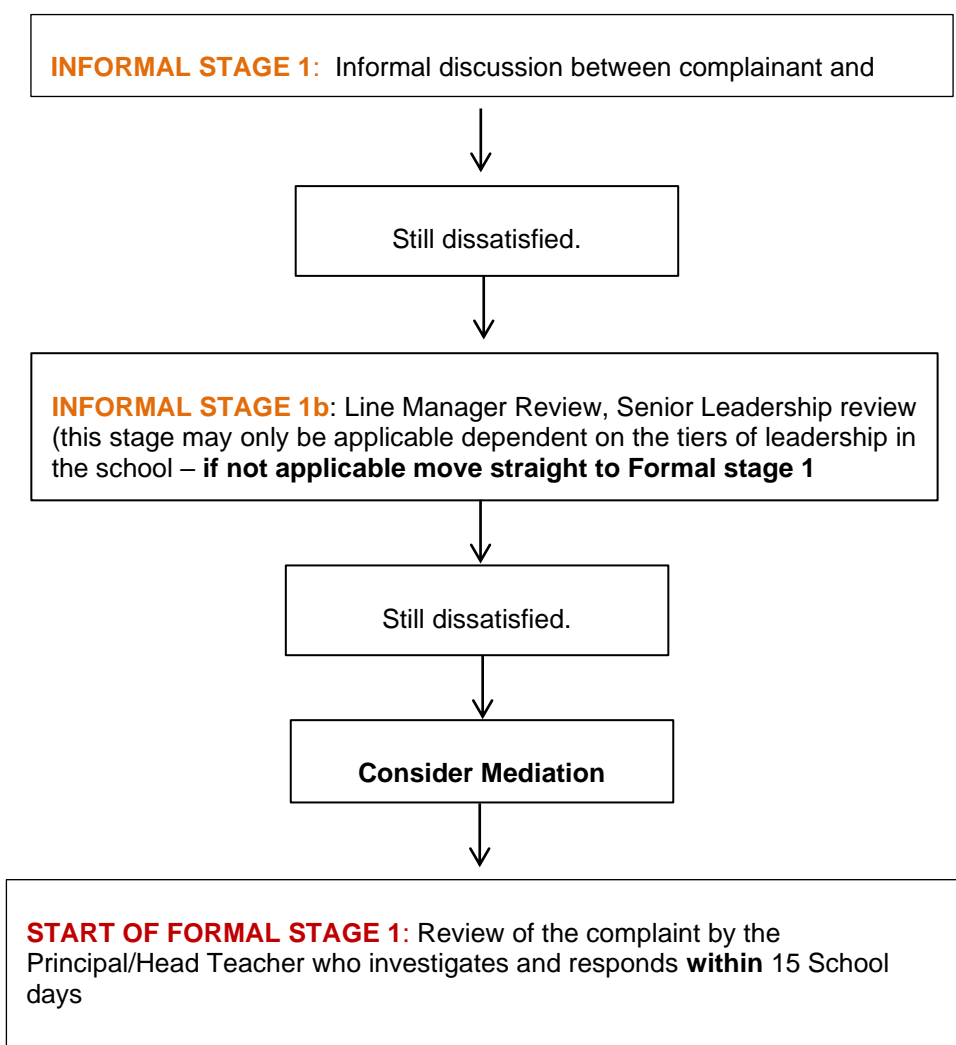 INFORMAL STAGE 1: Informal discussion between complainant and
Still dissatisfied.
INFORMAL STAGE 1b: Line Manager Review, Senior Leadership review
(this stage may only be applicable dependent on the tiers of leadership in
the school – if not applicable move straight to Formal stage 1
Still dissatisfied.
Consider Mediation
START OF FORMAL STAGE 1: Review of the complaint by the
Principal/Head Teacher who investigates and responds within 15 School
days